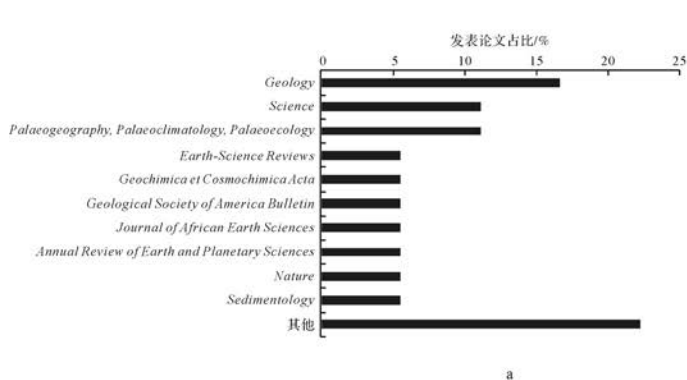 发表论文占比/%
0 5 10 15 20 25
Geology
Science
Palaeogeography, Palaeoclimatology, Palaeoecology
Earth-Science Reviews
Geochimica et Cosmochimica Acta
Geological Society of America Bulletin
Journal of African Earth Sciences
Annual Review of Earth and Planetary Sciences
Nature
Sedimentology
其他
a